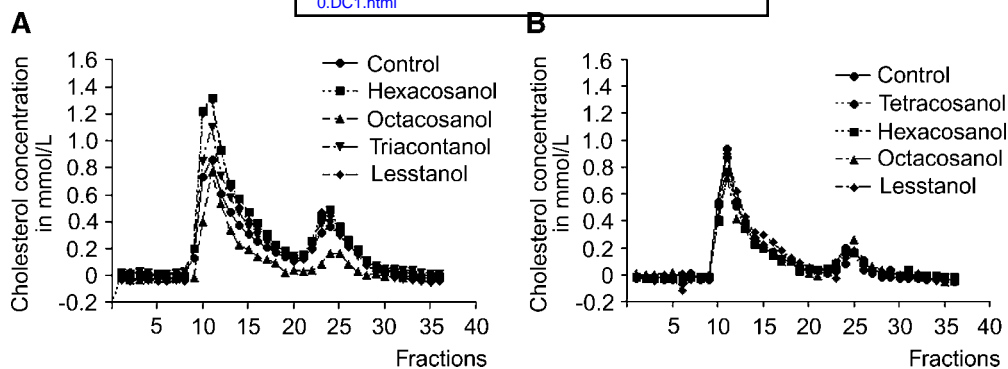 0.DC1.html
A
Cholesterol concentration
in mmol/L
1.6
1.4
1.2
1.0
0.8
0.6
0.4
0.2
0
-0.2
5 10 15 20 25 30 35 40
Fractions
Control
Hexacosanol
Octacosanol
Triacontanol
Lesstanol
B
Cholesterol concentration
in mmol/L
1.6
1.4
1.2
1.0
0.8
0.6
0.4
0.2
0
-0.2
5 10 15 20 25 30 35 40
Fractions
Control
Tetracosanol
Hexacosanol
Octacosanol
Lesstanol